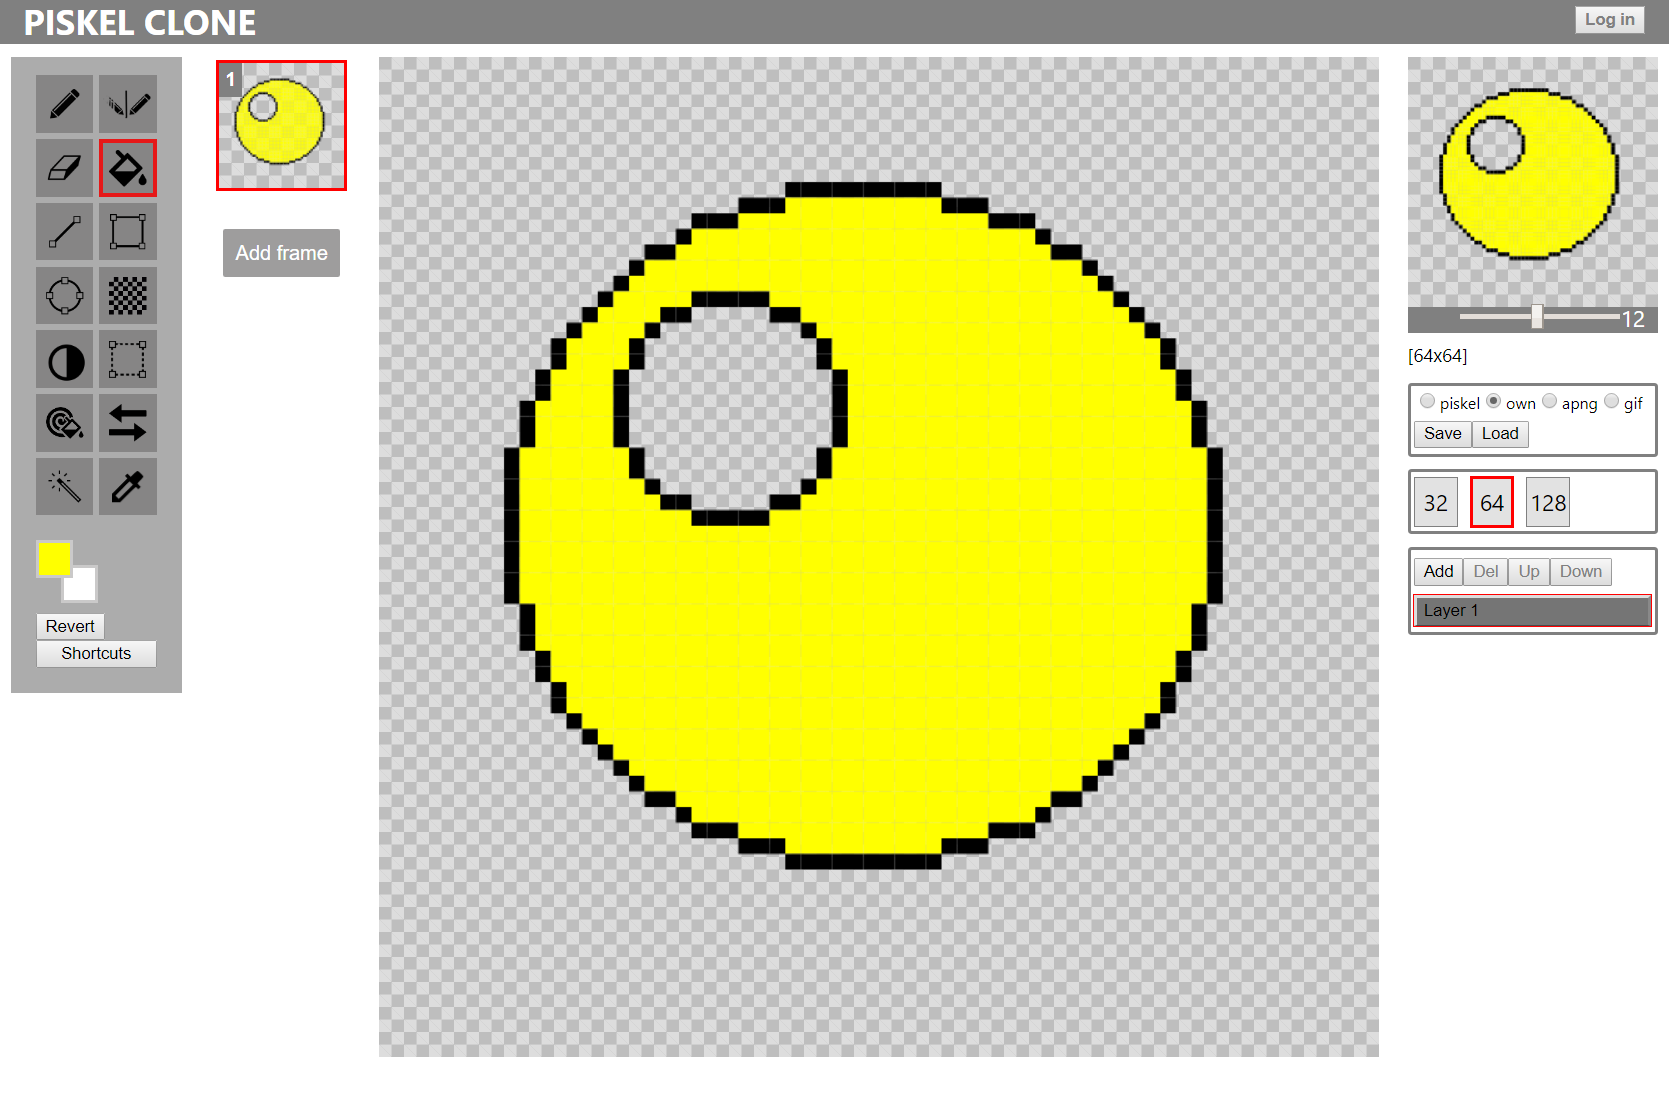 PISKEL CLONE
Log in
1
Add frame
Revert
Shortcuts
12
[64x64]
piskel own apng gif
Save Load
32 64 128
Add Del Up Down
Layer 1